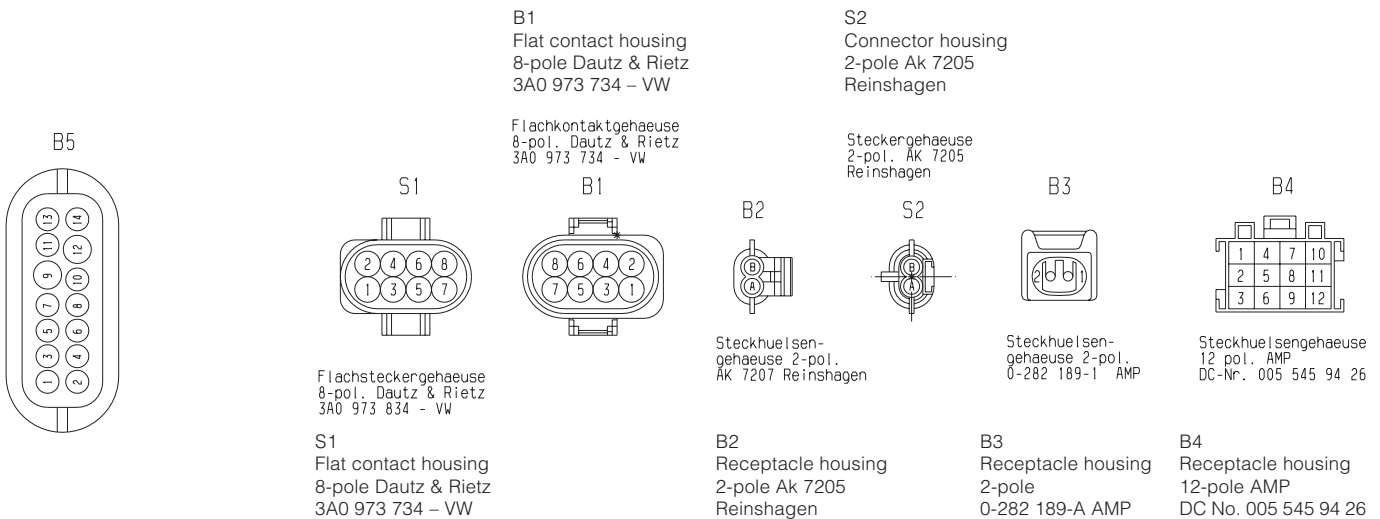 B1
Flat contact housing
8-pole Dautz & Rietz
3A0 973 734 – VW
S2
Connector housing
2-pole Ak 7205
Reinshagen
Flachkontaktgehaeuse
8-pol. Dautz & Rietz
3A0 973 734 - VW
Steckergehaeuse
2-pol. AK 7205
Reinshagen
B5
13 14
11 12
9 10
7 8
5 6
3 4
1 2
S1
2 4 6 8
1 3 5 7
B1
8 6 4 2
7 5 3 1
B2
B
A
S2
B
A
B3
2 1
B4
1 4 7 10
2 5 8 11
3 6 9 12
Flachsteckergehaeuse
8-pol. Dautz & Rietz
3A0 973 834 - VW
Steckhuelsen-
gehaeuse 2-pol.
AK 7207 Reinshagen
Steckhuelsen-
gehaeuse 2-pol.
0-282 189-1 AMP
Steckhuelsengehaeuse
12 pol. AMP
DC-Nr. 005 545 94 26
S1
Flat contact housing
8-pole Dautz & Rietz
3A0 973 734 – VW
B2
Receptacle housing
2-pole Ak 7205
Reinshagen
B3
Receptacle housing
2-pole
0-282 189-A AMP
B4
Receptacle housing
12-pole AMP
DC No. 005 545 94 26